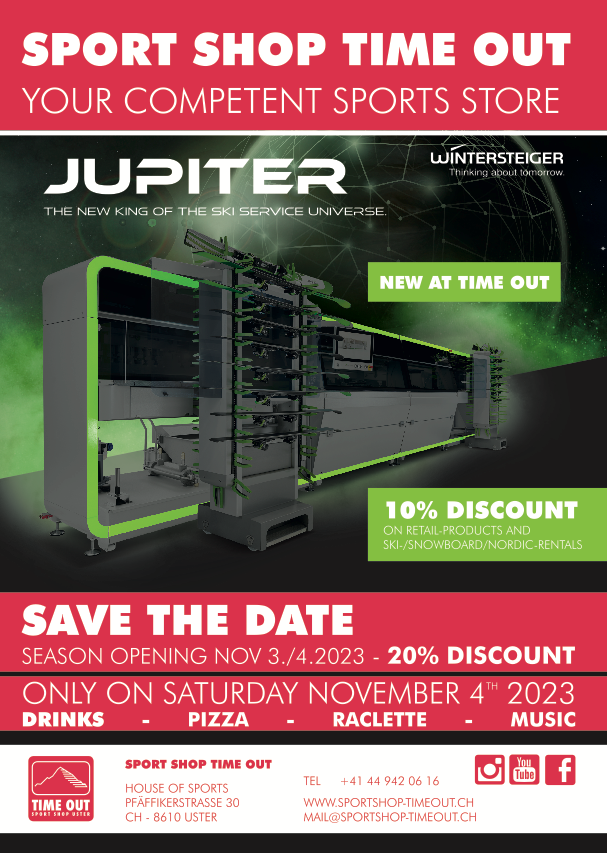 SPORT SHOP TIME OUT
YOUR COMPETENT SPORTS STORE
JUPITER
THE NEW KING OF THE SKI SERVICE UNIVERSE.
WINTERSTEIGER
Thinking about tomorrow.
NEW AT TIME OUT
10% DISCOUNT
ON RETAIL-PRODUCTS AND
SKI-/SNOWBOARD/NORDIC-RENTALS
SAVE THE DATE
SEASON OPENING NOV 3./4.2023 - 20% DISCOUNT
ONLY ON SATURDAY NOVEMBER 4TH 2023
DRINKS - PIZZA - RACLETTE - MUSIC
TIME OUT
SPORT SHOP USTER
SPORT SHOP TIME OUT
HOUSE OF SPORTS
PFÄFFIKERSTRASSE 30
CH - 8610 USTER
TEL +41 44 942 06 16
WWW.SPORTSHOP-TIMEOUT.CH
MAIL@SPORTSHOP-TIMEOUT.CH
You
Tube
f